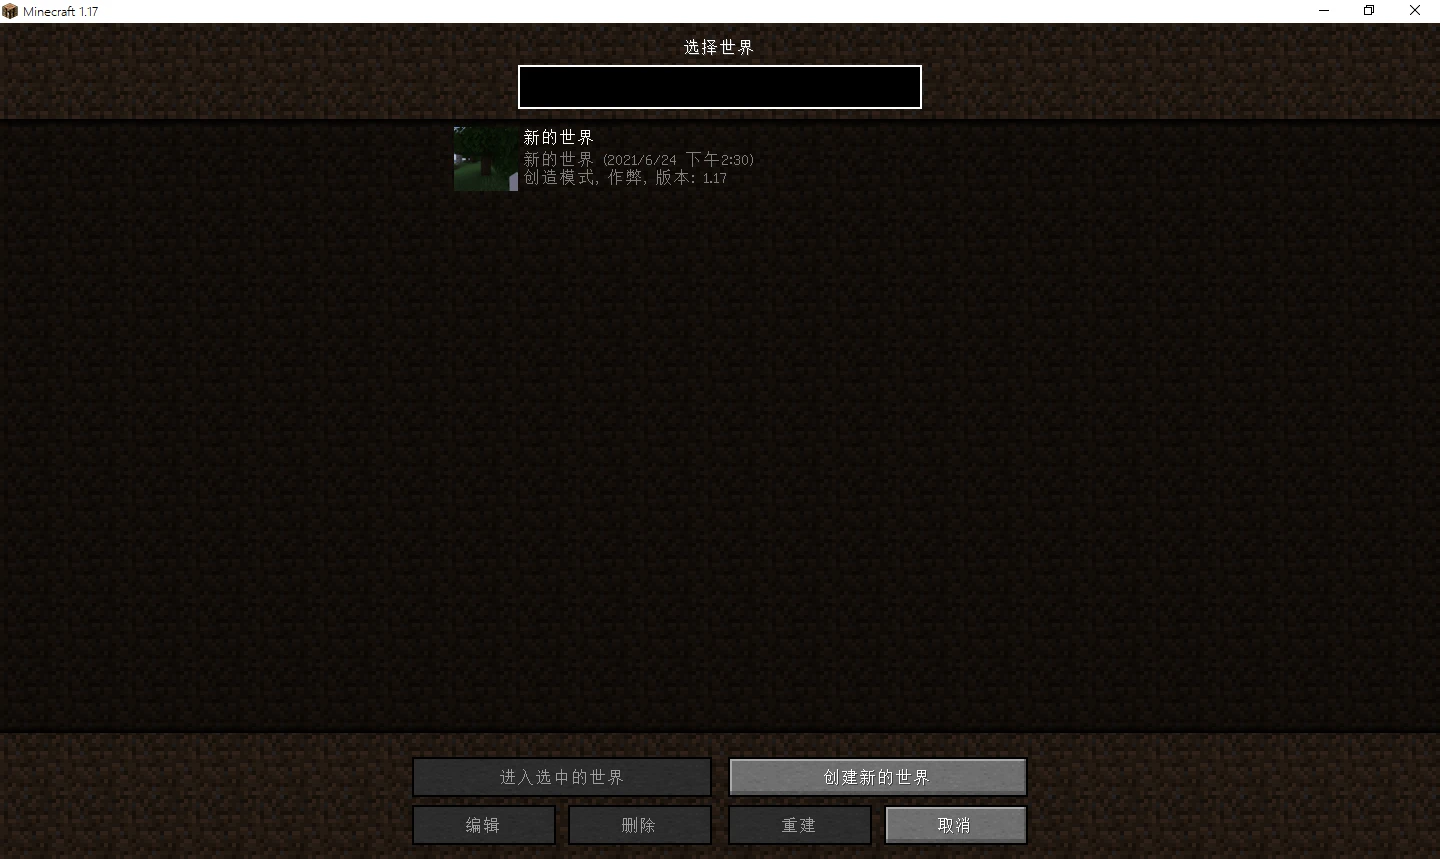 Minecraft 1.17
选择世界
新的世界
新的世界 (2021/6/24 下午2:30)
创造模式, 作弊, 版本: 1.17
进入选中的世界
创建新的世界
编辑
删除
重建
取消